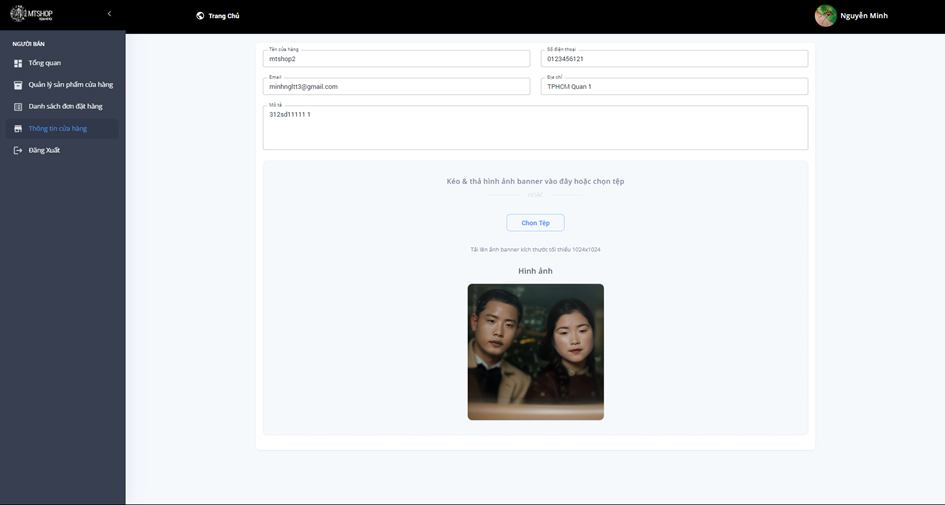 MTSHOP
Trang Chủ
Nguyễn Minh
NGƯỜI BÁN
Tổng quan
Quản lý sản phẩm cửa hàng
Danh sách đơn đặt hàng
Thông tin cửa hàng
Đăng Xuất
Tên cửa hàng
mtshop2
Số điện thoại
0123456121
Email
minhngltt3@gmail.com
Địa chỉ
TPHCM Quan 1
Mô tả
312sd11111 1
Kéo & thả hình ảnh banner vào đây hoặc chọn tệp
HOẶC
Chọn Tệp
Tải lên ảnh banner kích thước tối thiểu 1024x1024
Hình ảnh